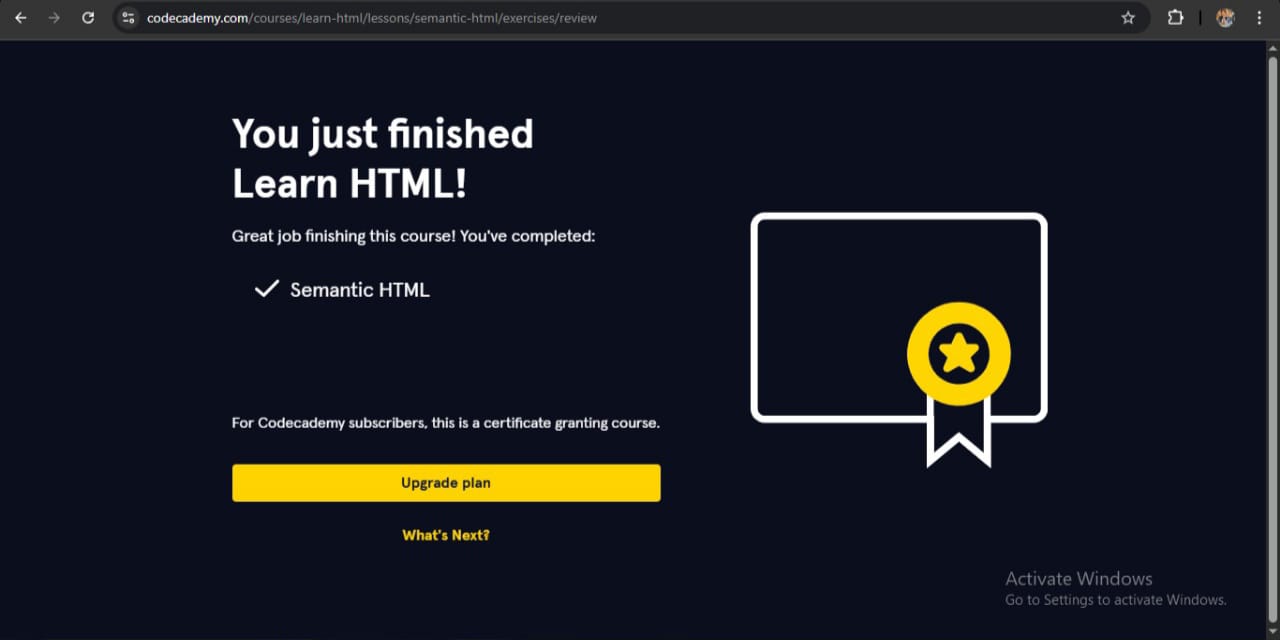 codecademy.com/courses/learn-html/lessons/semantic-html/exercises/review
You just finished
Learn HTML!
Great job finishing this course! You've completed:
Semantic HTML
For Codecademy subscribers, this is a certificate granting course.
Upgrade plan
What's Next?
Activate Windows
Go to Settings to activate Windows.